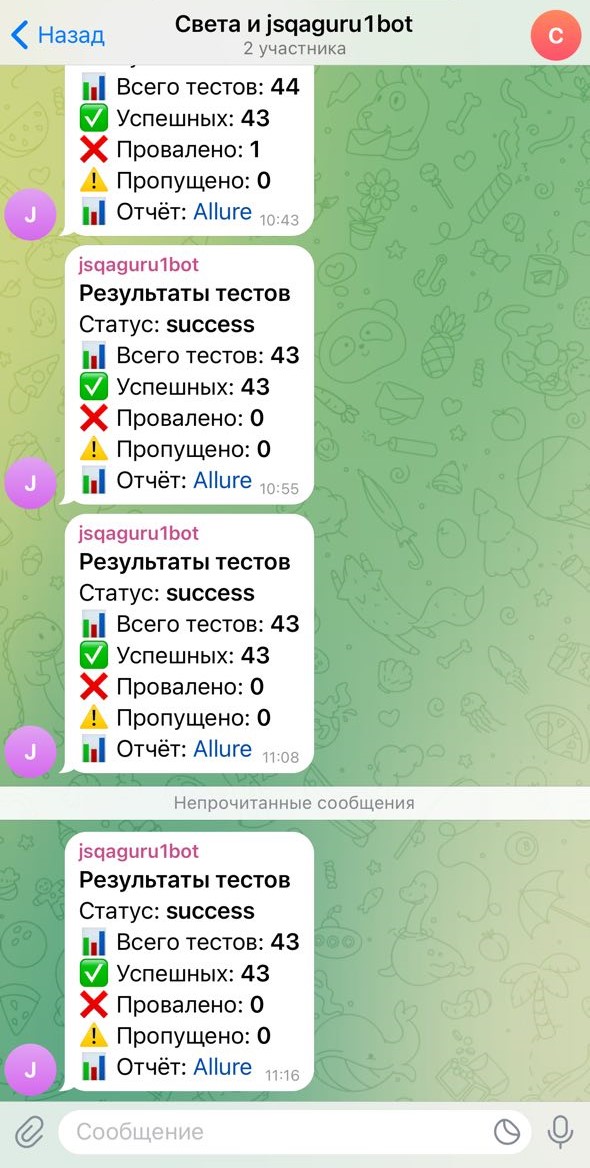 Назад
Света и jsqaguru1bot
2 участника
С
Всего тестов: 44
Успешных: 43
Провалено: 1
Пропущено: 0
Отчёт: Allure 10:43
J
jsqaguru1bot
Результаты тестов
Статус: success
Всего тестов: 43
Успешных: 43
Провалено: 0
Пропущено: 0
Отчёт: Allure 10:55
J
jsqaguru1bot
Результаты тестов
Статус: success
Всего тестов: 43
Успешных: 43
Провалено: 0
Пропущено: 0
Отчёт: Allure 11:08
J
Непрочитанные сообщения
jsqaguru1bot
Результаты тестов
Статус: success
Всего тестов: 43
Успешных: 43
Провалено: 0
Пропущено: 0
Отчёт: Allure 11:16
J
Сообщение